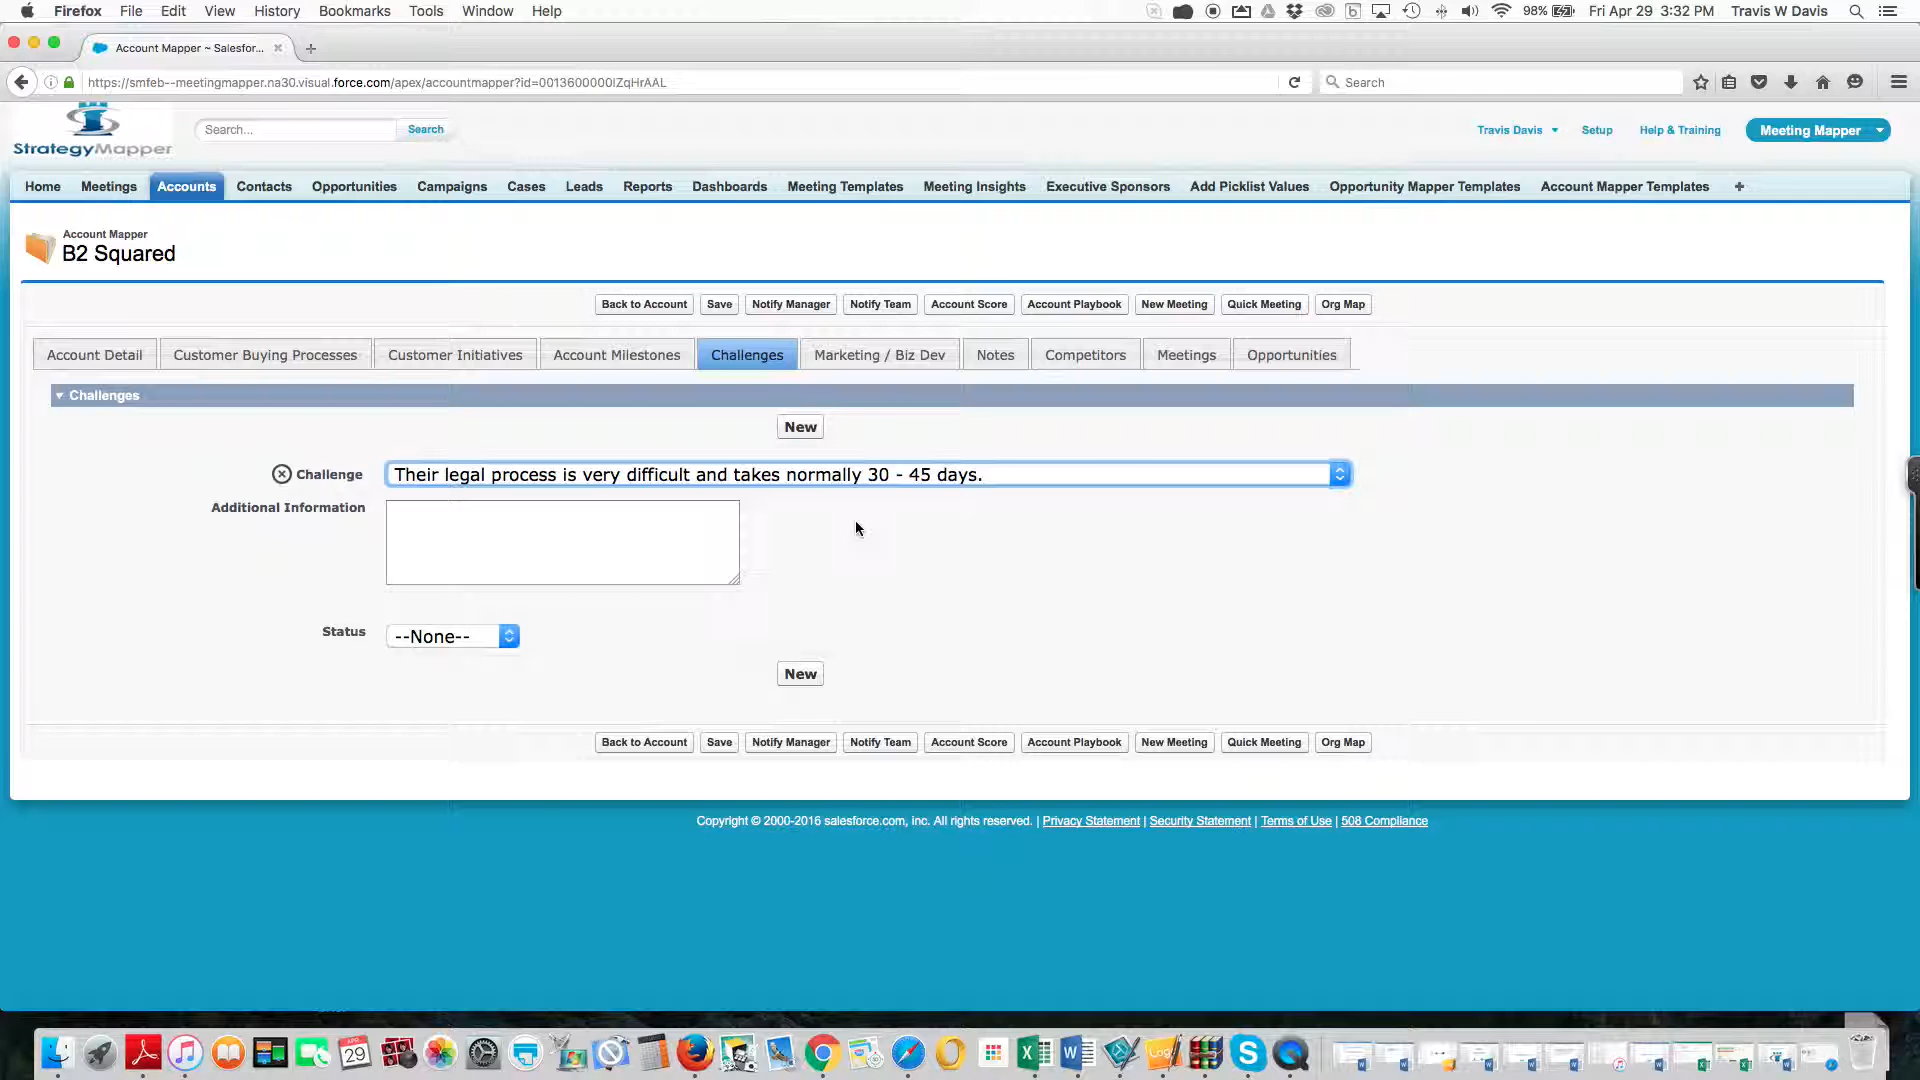 Firefox File Edit View History Bookmarks Tools Window Help 98% Fri Apr 29 3:32 PM Travis W Davis
Account Mapper ~ Salesfor...
https://smfeb--meetingmapper.na30.visual.force.com/apex/accountmapper?id=0013600000IZqHrAAL Search
StrategyMapper Search... Search Travis Davis Setup Help & Training Meeting Mapper
Home Meetings Accounts Contacts Opportunities Campaigns Cases Leads Reports Dashboards Meeting Templates Meeting Insights Executive Sponsors Add Picklist Values Opportunity Mapper Templates Account Mapper Templates +
Account Mapper
B2 Squared
Back to Account Save Notify Manager Notify Team Account Score Account Playbook New Meeting Quick Meeting Org Map
Account Detail Customer Buying Processes Customer Initiatives Account Milestones Challenges Marketing / Biz Dev Notes Competitors Meetings Opportunities
Challenges
New
Challenge Their legal process is very difficult and takes normally 30 - 45 days.
Additional Information
Status --None--
New
Back to Account Save Notify Manager Notify Team Account Score Account Playbook New Meeting Quick Meeting Org Map
Copyright © 2000-2016 salesforce.com, inc. All rights reserved. | Privacy Statement | Security Statement | Terms of Use | 508 Compliance
29